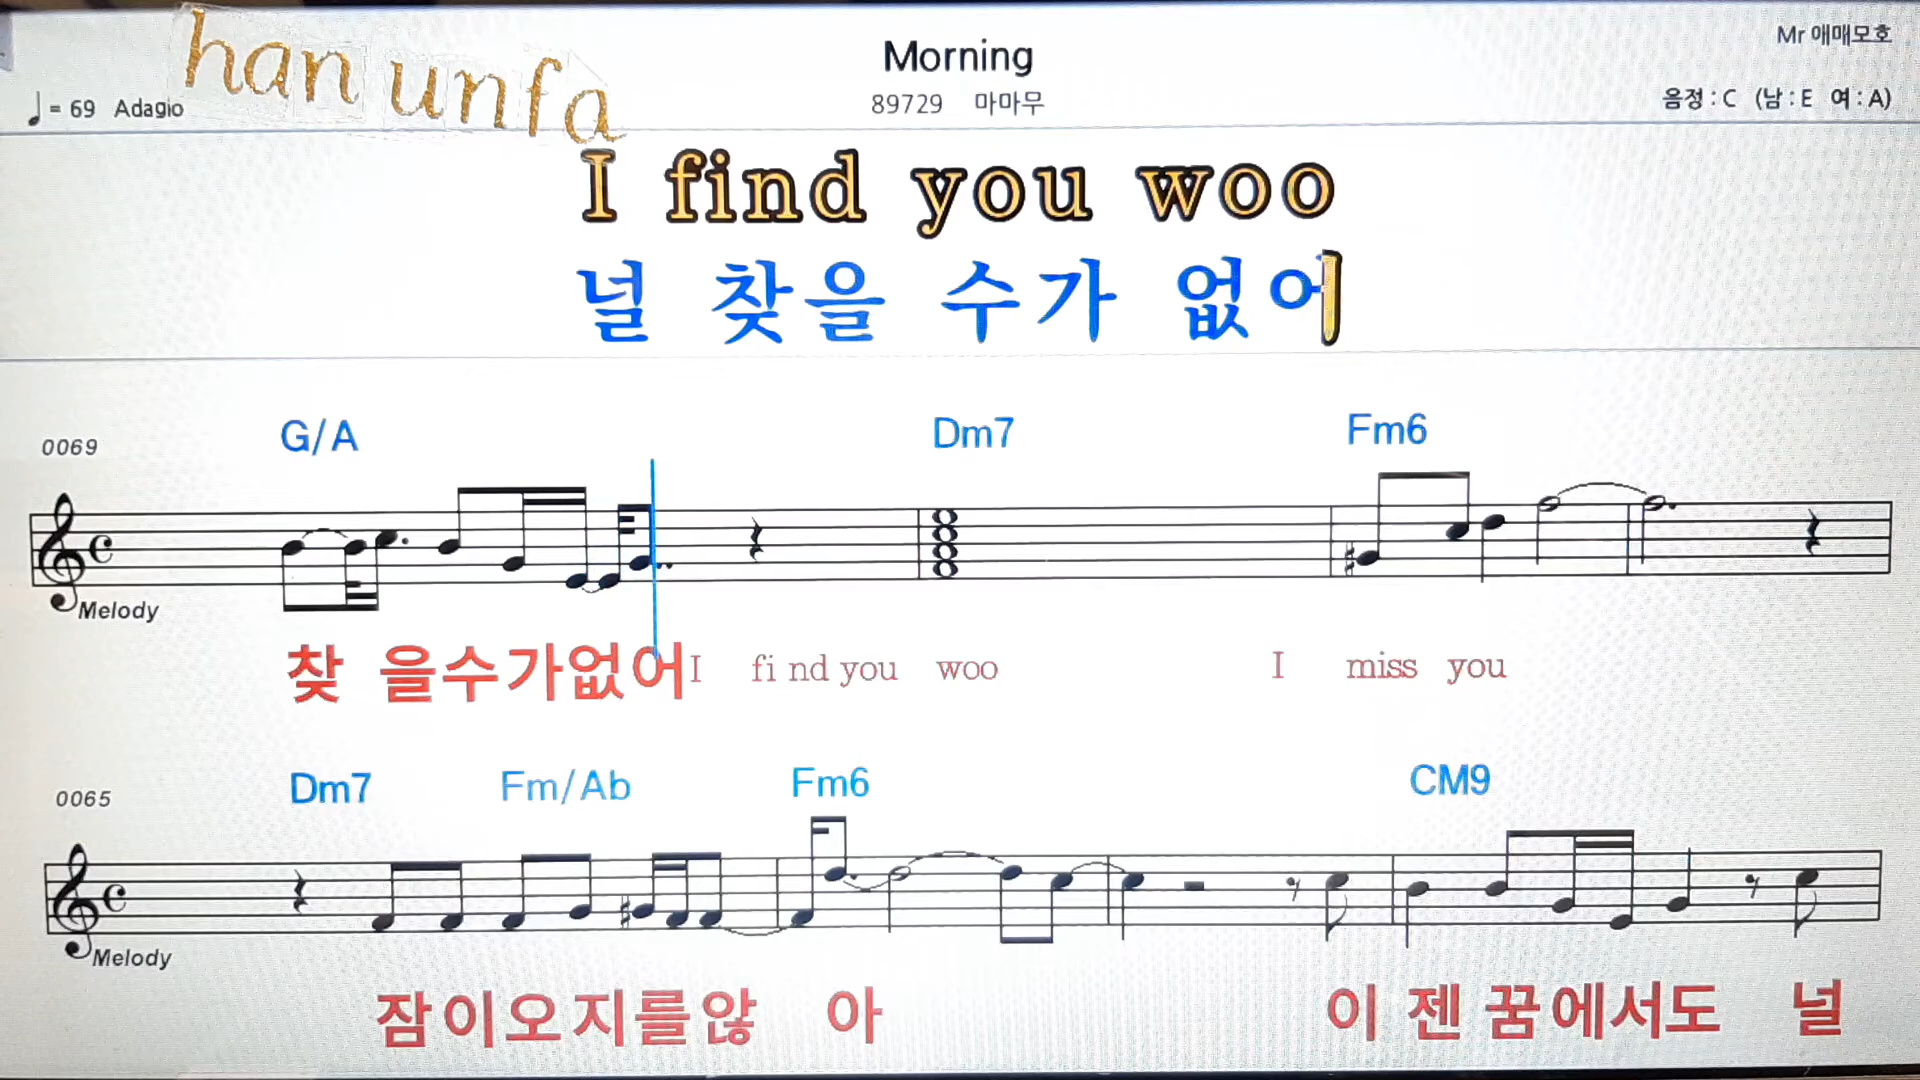 han unfa
Morning
Mr 애매모호
♩= 69 Adagio
89729 마마무
음정 : C (남 : E 여 : A)
I find you woo
널 찾을 수가 없어
0069 G/A Dm7 Fm6
Melody
찾 을수가없어I fi nd you woo I miss you
0065 Dm7 Fm/Ab Fm6 CM9
Melody
잠이오지를않 아 이 젠 꿈에서도 널